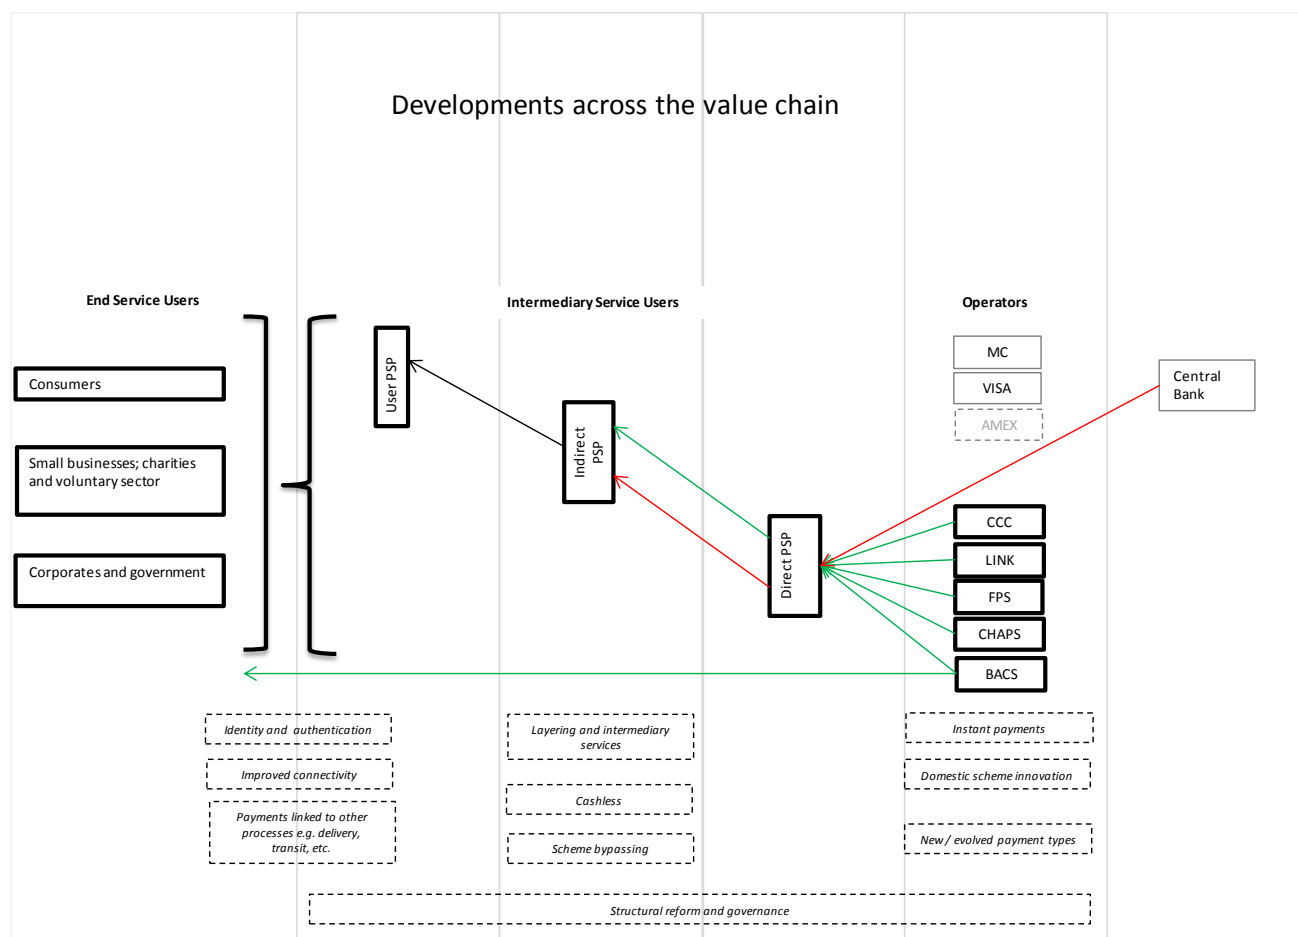 Developments across the value chain
End Service Users
Intermediary Service Users
Operators
Consumers
Small businesses; charities
and voluntary sector
Corporates and government
User PSP
Indirect
PSP
Direct PSP
MC
VISA
AMEX
Central
Bank
CCC
LINK
FPS
CHAPS
BACS
Identity and authentication
Improved connectivity
Payments linked to other
processes e.g. delivery,
transit, etc.
Layering and intermediary
services
Cashless
Scheme bypassing
Instant payments
Domestic scheme innovation
New / evolved payment types
Structural reform and governance